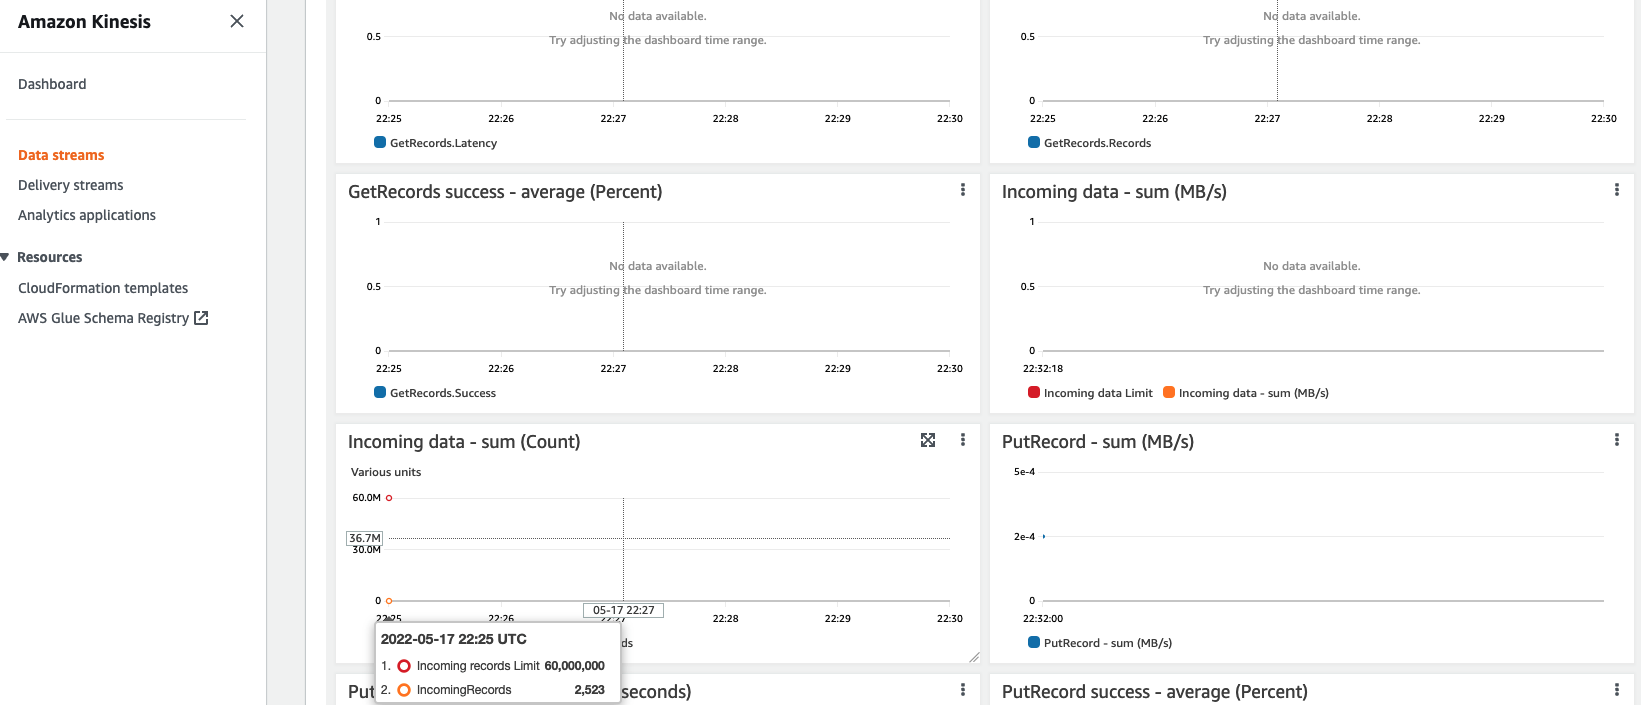 Amazon Kinesis
Dashboard
Data streams
Delivery streams
Analytics applications
Resources
CloudFormation templates
AWS Glue Schema Registry
No data available.
Try adjusting the dashboard time range.
0.5
0
22:25 22:26 22:27 22:28 22:29 22:30
GetRecords.Latency
No data available.
Try adjusting the dashboard time range.
0.5
0
22:25 22:26 22:27 22:28 22:29 22:30
GetRecords.Records
GetRecords success - average (Percent)
1
No data available.
0.5
Try adjusting the dashboard time range.
0
22:25 22:26 22:27 22:28 22:29 22:30
GetRecords.Success
Incoming data - sum (MB/s)
1
No data available.
0.5
Try adjusting the dashboard time range.
0
22:32:18
Incoming data Limit Incoming data - sum (MB/s)
Incoming data - sum (Count)
Various units
60.0M
36.7M
30.0M
0
05-17 22:27
22:25 22:26 22:27 22:28 22:29 22:30
ds
2022-05-17 22:25 UTC
1. Incoming records Limit 60,000,000
2. IncomingRecords 2,523
PutRecord - sum (MB/s)
5e-4
2e-4
0
22:32:00
PutRecord - sum (MB/s)
Put seconds)
PutRecord success - average (Percent)